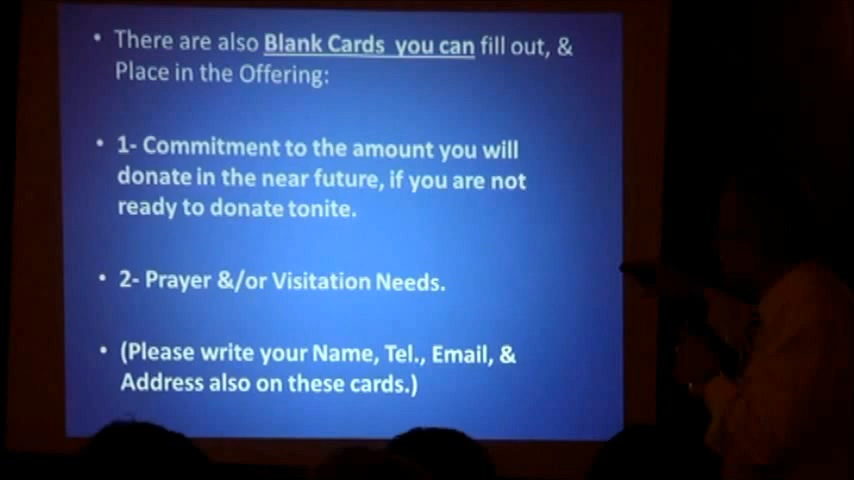 • There are also Blank Cards you can fill out, &
Place in the Offering:
• 1- Commitment to the amount you will
donate in the near future, if you are not
ready to donate tonite.
• 2- Prayer &/or Visitation Needs.
• (Please write your Name, Tel., Email, &
Address also on these cards.)